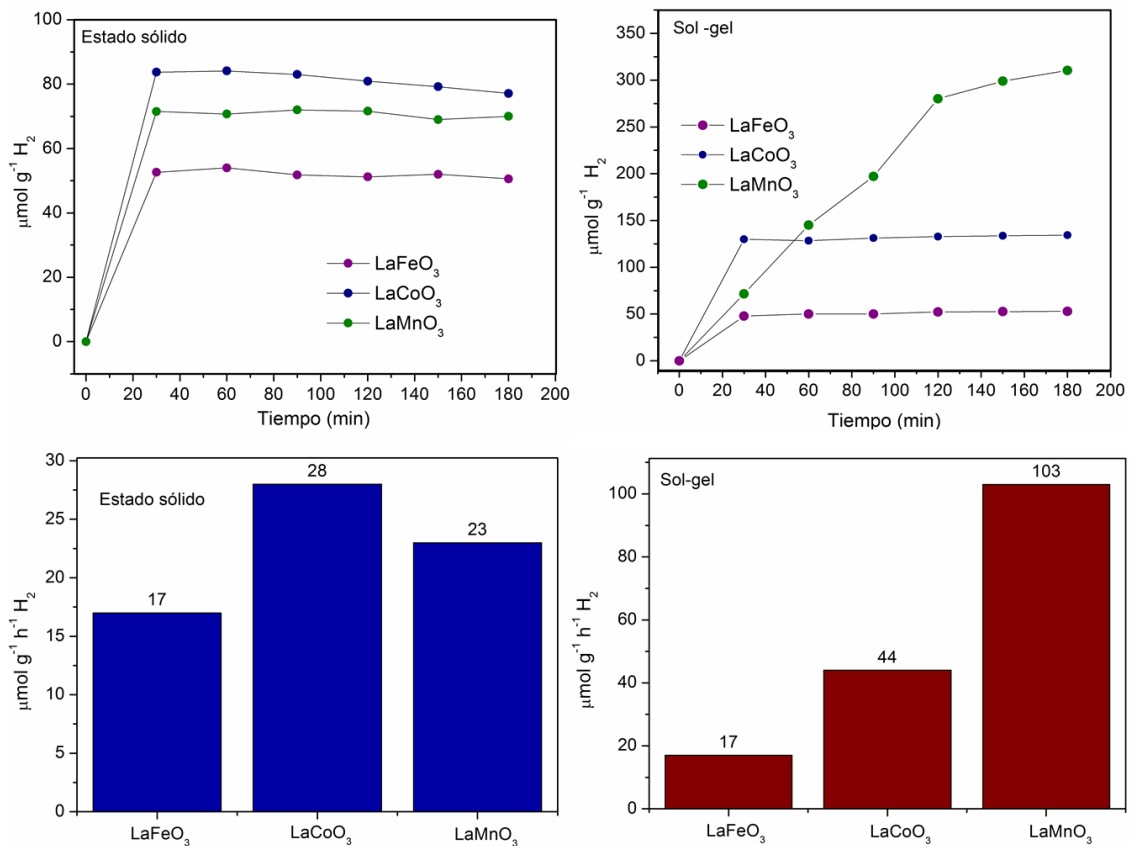 Estado sólido
100
80
60
40
20
0
μmol g⁻¹ H₂
LaFeO₃
LaCoO₃
LaMnO₃
0 20 40 60 80 100 120 140 160 180 200
Tiempo (min)
Sol -gel
350
300
250
200
150
100
50
0
μmol g⁻¹ H₂
LaFeO₃
LaCoO₃
LaMnO₃
0 20 40 60 80 100 120 140 160 180 200
Tiempo (min)
Estado sólido
30
25
20
15
10
5
0
μmol g⁻¹ h⁻¹ H₂
17
28
23
LaFeO₃ LaCoO₃ LaMnO₃
Sol-gel
100
80
60
40
20
0
μmol g⁻¹ h⁻¹ H₂
17
44
103
LaFeO₃ LaCoO₃ LaMnO₃